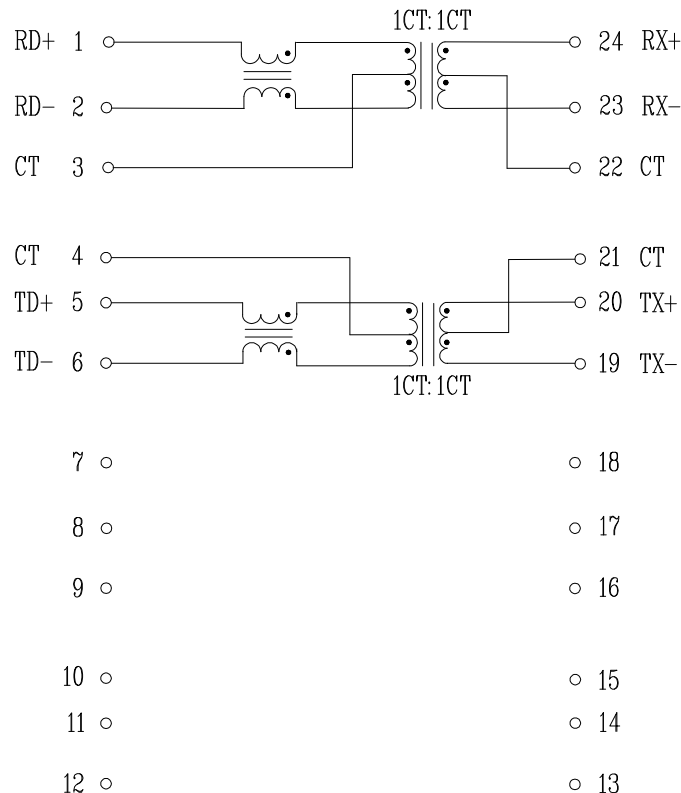 1CT:1CT
RD+ 1 24 RX+
RD- 2 23 RX-
CT 3 22 CT
CT 4 21 CT
TD+ 5 20 TX+
TD- 6 19 TX-
1CT:1CT
7 18
8 17
9 16
10 15
11 14
12 13